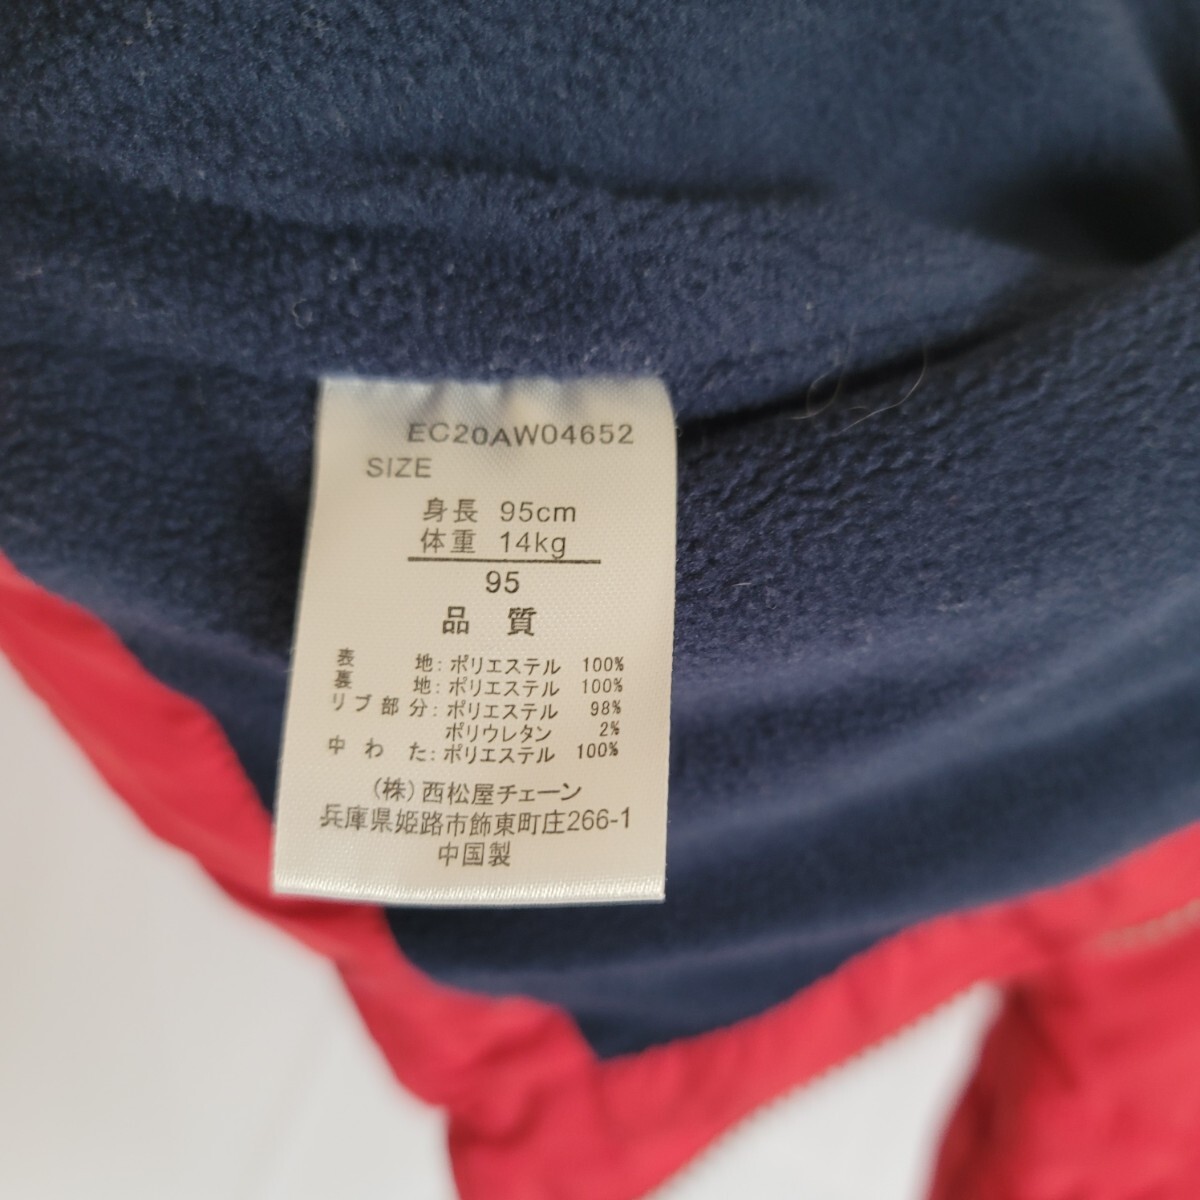 EC20AW04652
SIZE
身長 95cm
体重 14kg
95
品 質
表 地: ポリエステル 100%
裏 地: ポリエステル 100%
リブ部分: ポリエステル 98%
ポリウレタン 2%
中わた: ポリエステル 100%
(株)西松屋チェーン
兵庫県姫路市飾東町庄266-1
中国製